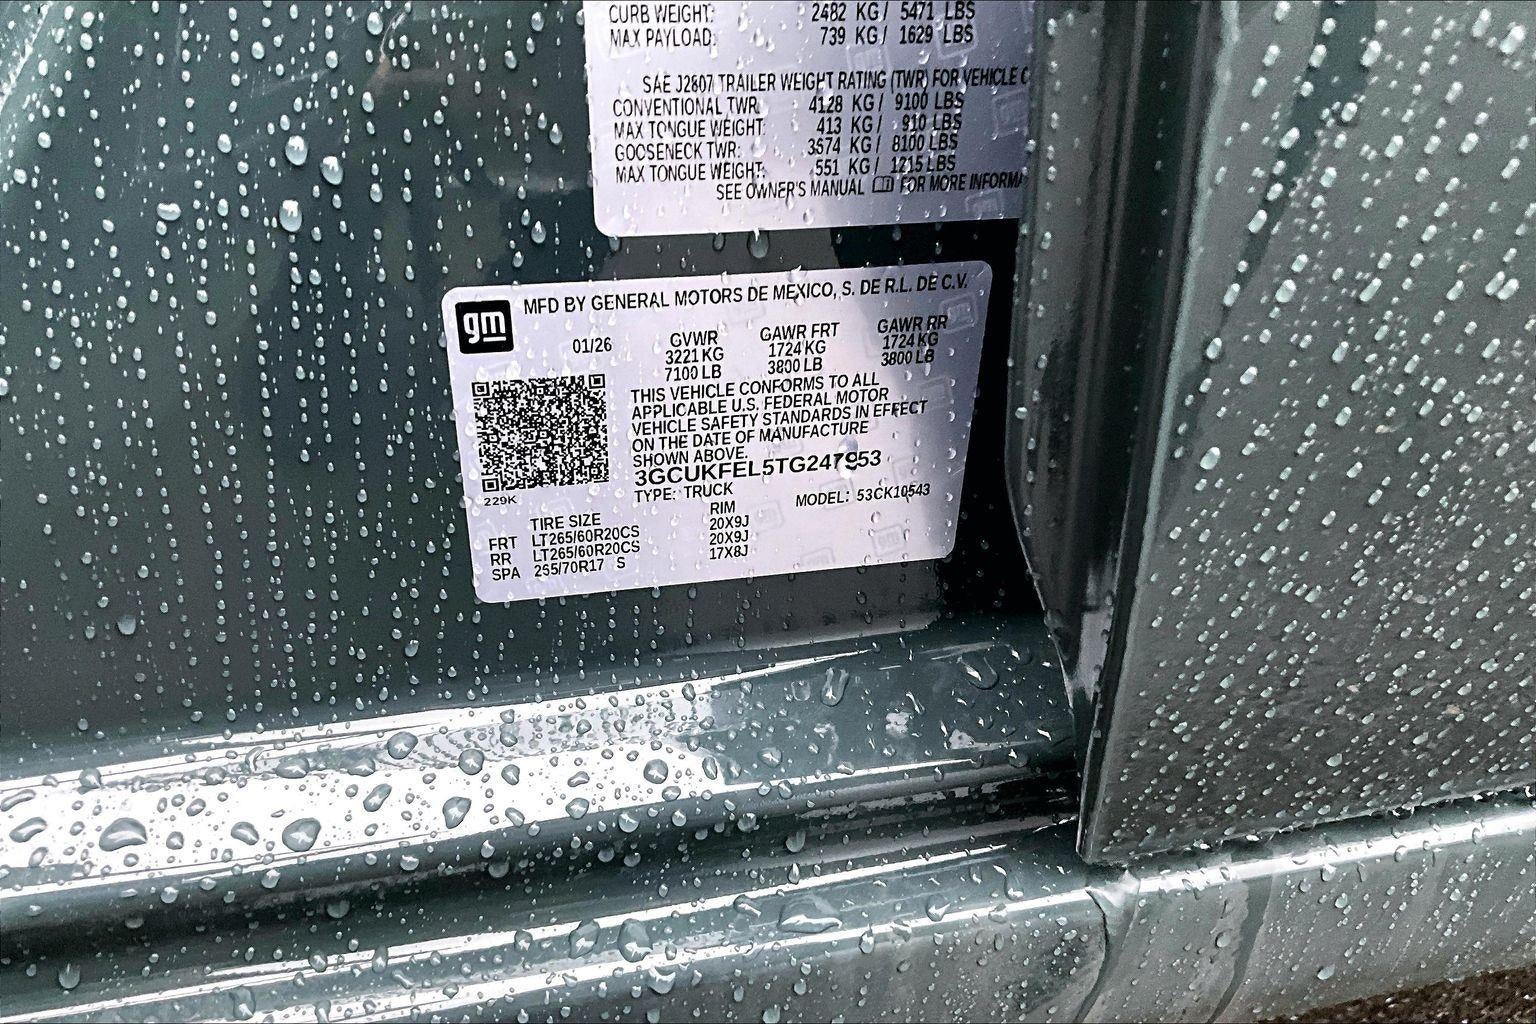 CURB WEIGHT: 2482 KG / 5471 LBS
MAX PAYLOAD: 739 KG / 1629 LBS
SAE J2807 TRAILER WEIGHT RATING (TWR) FOR VEHICLE C
CONVENTIONAL TWR: 4128 KG / 9100 LBS
MAX TONGUE WEIGHT: 413 KG / 910 LBS
GOOSENECK TWR: 3674 KG / 8100 LBS
MAX TONGUE WEIGHT: 551 KG / 1215 LBS
SEE OWNER'S MANUAL FOR MORE INFORMA
gm
MFD BY GENERAL MOTORS DE MEXICO, S. DE R.L. DE C.V.
01/26 GVWR GAWR FRT GAWR RR
3221 KG 1724 KG 1724 KG
7100 LB 3800 LB 3800 LB
THIS VEHICLE CONFORMS TO ALL
APPLICABLE U.S. FEDERAL MOTOR
VEHICLE SAFETY STANDARDS IN EFFECT
ON THE DATE OF MANUFACTURE
SHOWN ABOVE.
3GCUKFEL5TG247953
229K
TYPE: TRUCK MODEL: 53CK10543
TIRE SIZE RIM
FRT LT265/60R20CS 20X9J
RR LT265/60R20CS 20X9J
SPA 255/70R17 S 17X8J